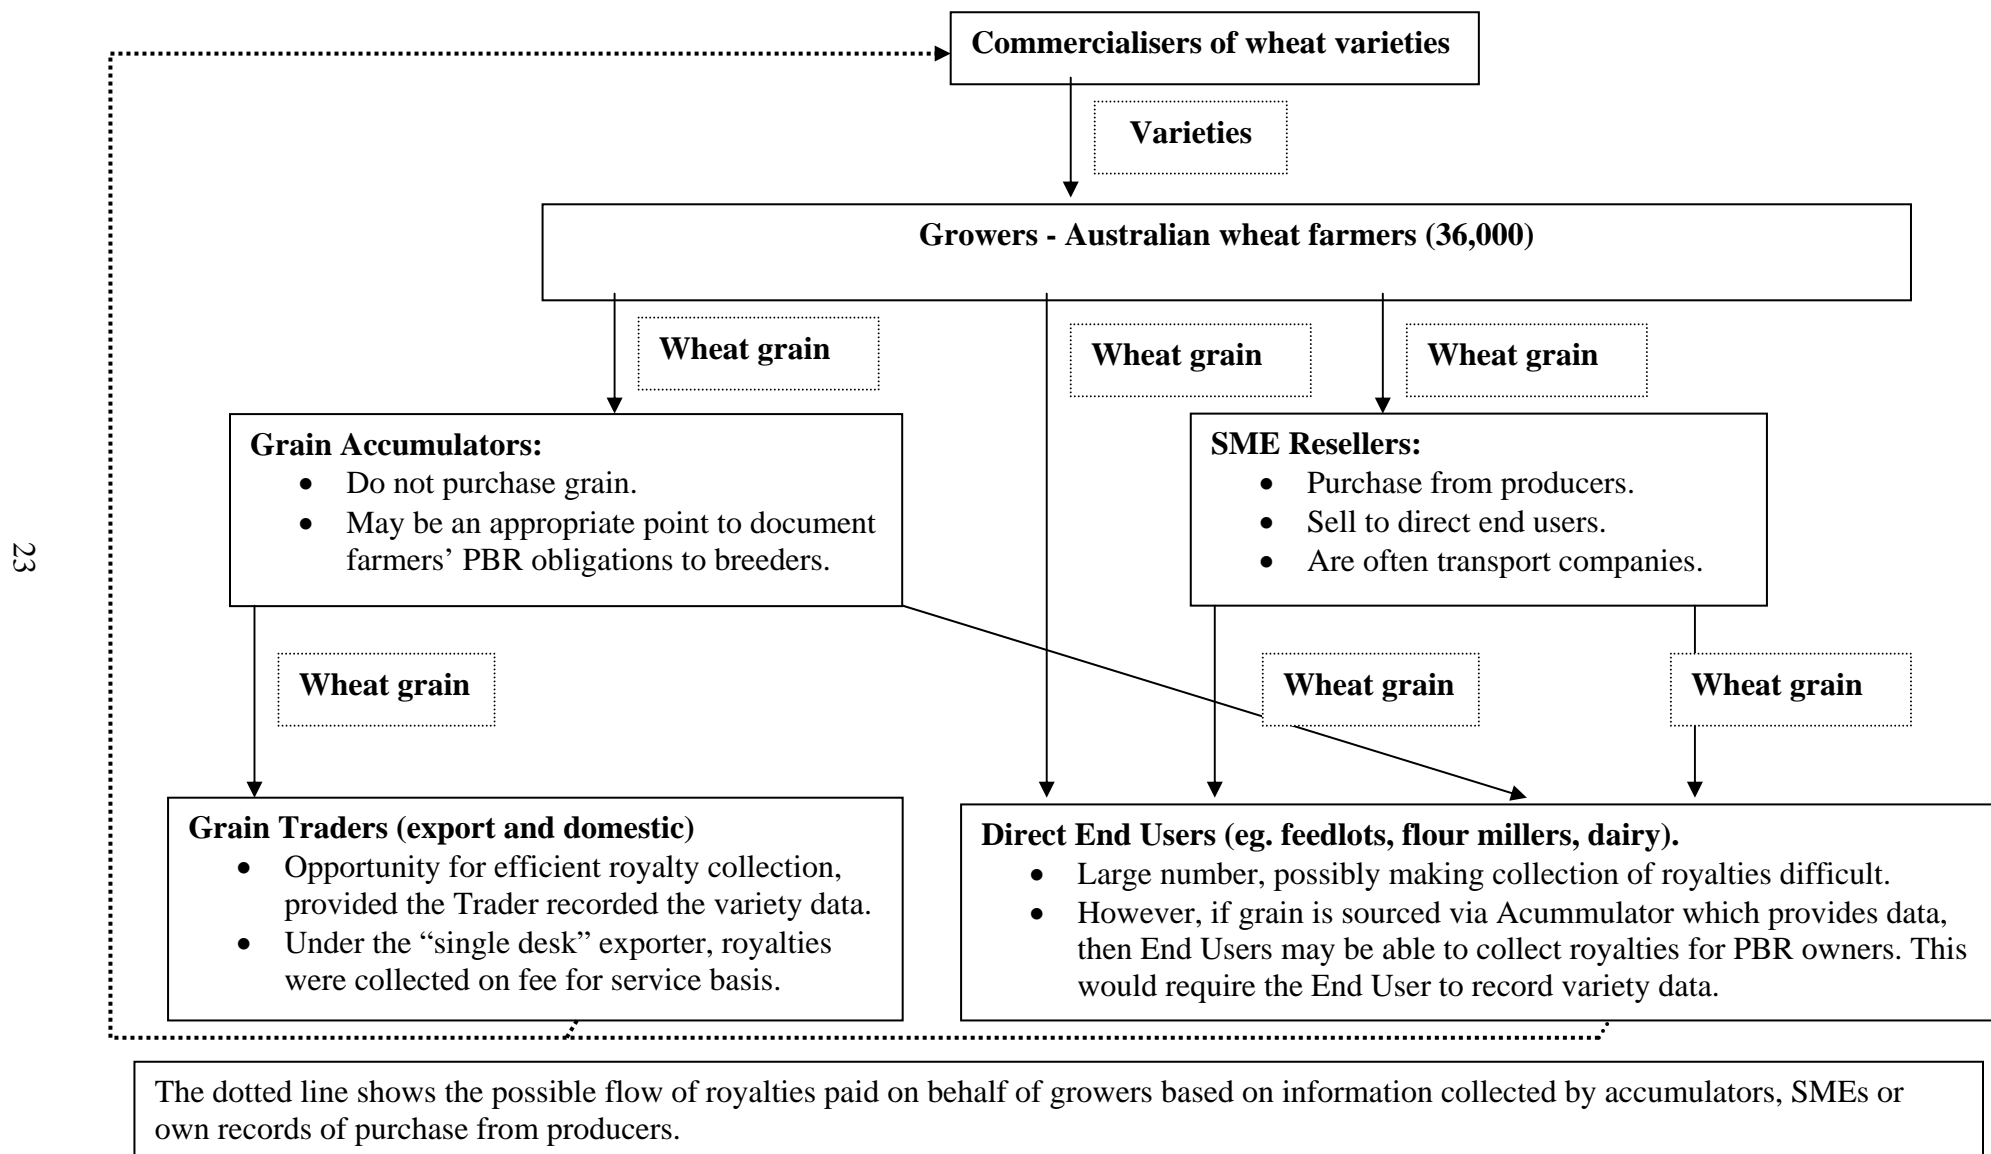 Commercialisers of wheat varieties
Varieties
Growers - Australian wheat farmers (36,000)
Wheat grain
Wheat grain
Wheat grain
Grain Accumulators:
• Do not purchase grain.
• May be an appropriate point to document
farmers’ PBR obligations to breeders.
SME Resellers:
• Purchase from producers.
• Sell to direct end users.
• Are often transport companies.
23
Wheat grain
Wheat grain
Wheat grain
Grain Traders (export and domestic)
• Opportunity for efficient royalty collection,
provided the Trader recorded the variety data.
• Under the “single desk” exporter, royalties
were collected on fee for service basis.
Direct End Users (eg. feedlots, flour millers, dairy).
• Large number, possibly making collection of royalties difficult.
• However, if grain is sourced via Acummulator which provides data,
then End Users may be able to collect royalties for PBR owners. This
would require the End User to record variety data.
The dotted line shows the possible flow of royalties paid on behalf of growers based on information collected by accumulators, SMEs or
own records of purchase from producers.